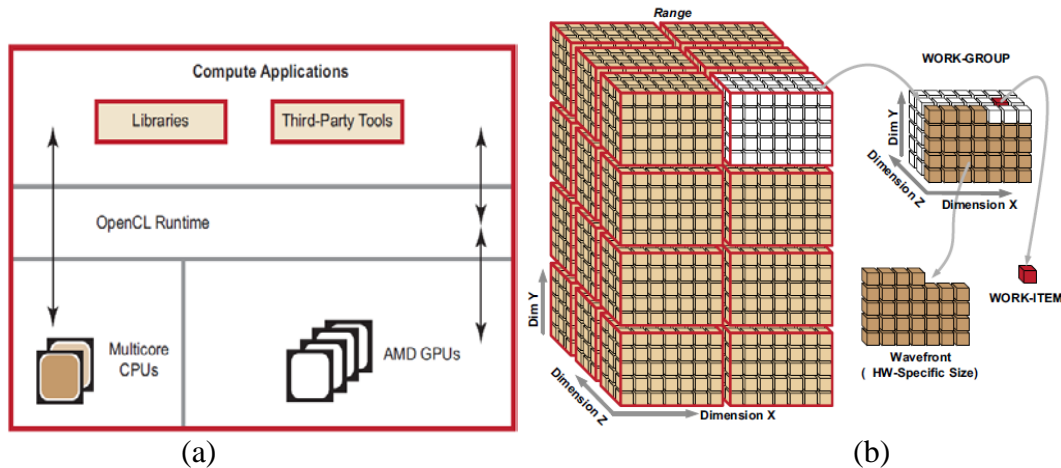 Compute Applications
Libraries
Third-Party Tools
OpenCL Runtime
Multicore
CPUs
AMD GPUs
(a)
Range
WORK-GROUP
Dim Y
Dimension Z
Dimension X
WORK-ITEM
Wavefront
( HW-Specific Size)
Dim Y
Dimension Z
Dimension X
(b)